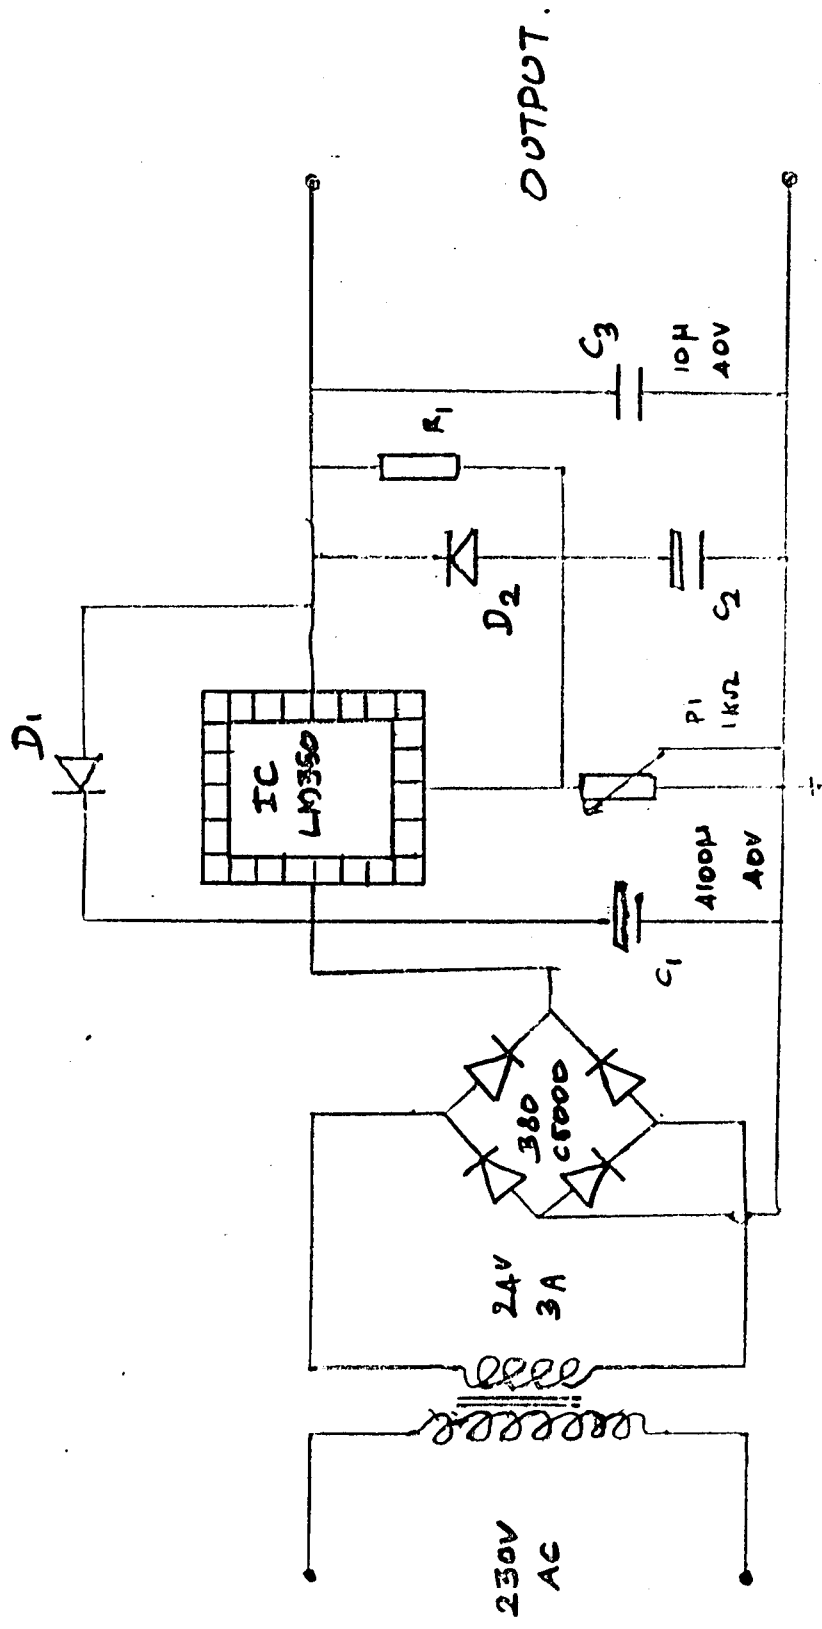 230V
AC
24V
3A
B80
C5000
C1
4100μ
40V
D1
IC
LM350
P1
1kΩ
D2
C2
R1
C3
10μ
40V
OUTPUT.